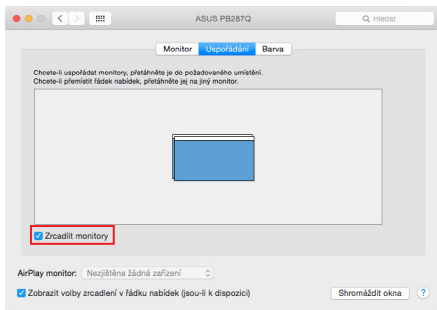 ASUS PB287Q
Hledat
Monitor
Uspořádání
Barva
Chcete-li uspořádat monitory, přetáhněte je do požadovaného umístění.
Chcete-li přemístit řádek nabídek, přetáhněte jej na jiný monitor.
Zrcadlit monitory
AirPlay monitor: Nezjištěna žádná zařízení
Zobrazit volby zrcadlení v řádku nabídek (jsou-li k dispozici)
Shromáždit okna
?